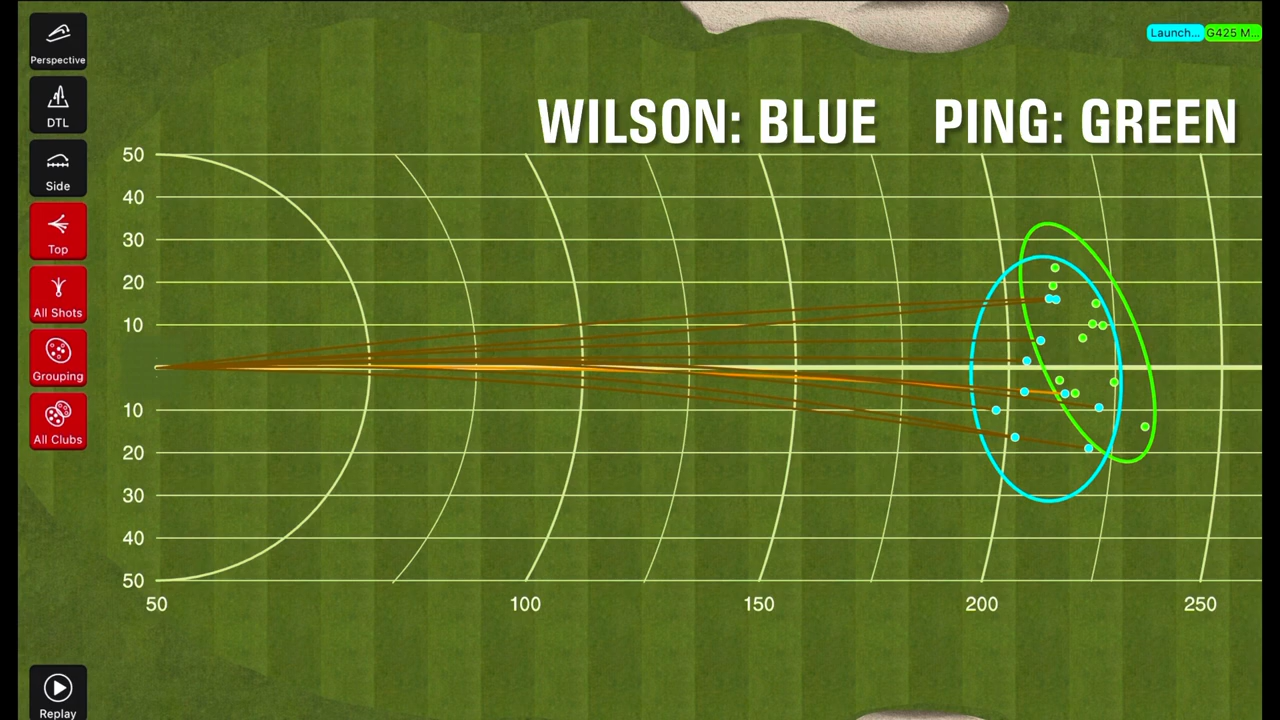 Perspective
Launch... G425 M...
DTL
WILSON: BLUE PING: GREEN
Side
Top
All Shots
Grouping
All Clubs
50
40
30
20
10
10
20
30
40
50
50 100 150 200 250
Replay